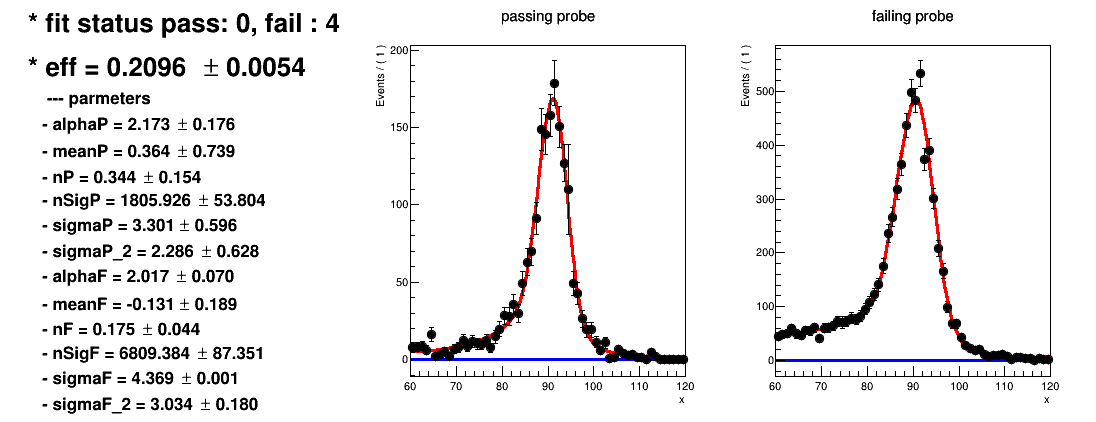 * fit status pass: 0, fail : 4
* eff = 0.2096 ± 0.0054
--- parmeters
- alphaP = 2.173 ± 0.176
- meanP = 0.364 ± 0.739
- nP = 0.344 ± 0.154
- nSigP = 1805.926 ± 53.804
- sigmaP = 3.301 ± 0.596
- sigmaP_2 = 2.286 ± 0.628
- alphaF = 2.017 ± 0.070
- meanF = -0.131 ± 0.189
- nF = 0.175 ± 0.044
- nSigF = 6809.384 ± 87.351
- sigmaF = 4.369 ± 0.001
- sigmaF_2 = 3.034 ± 0.180
passing probe
Events / ( 1 )
200
150
100
50
0
60 70 80 90 100 110 120
x
failing probe
Events / ( 1 )
500
400
300
200
100
0
60 70 80 90 100 110 120
x